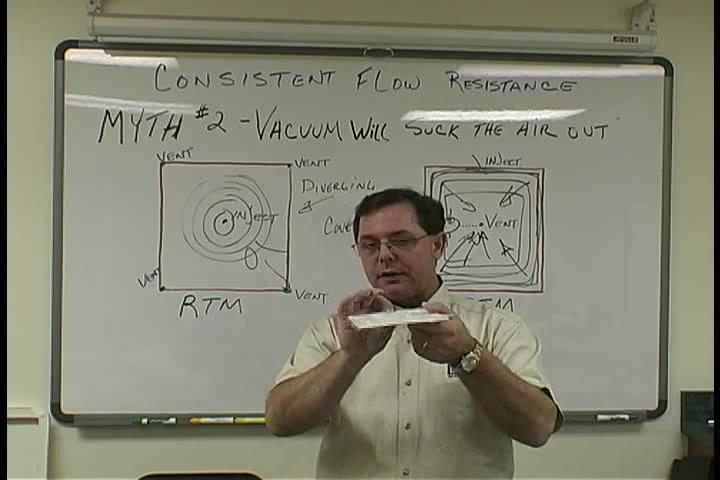 CONSISTENT FLOW RESISTANCE
MYTH #2 - VACUUM WILL SUCK THE AIR OUT
VENT VENT INJECT
DIVERGING
INJECT VENT
VENT VENT
RTM